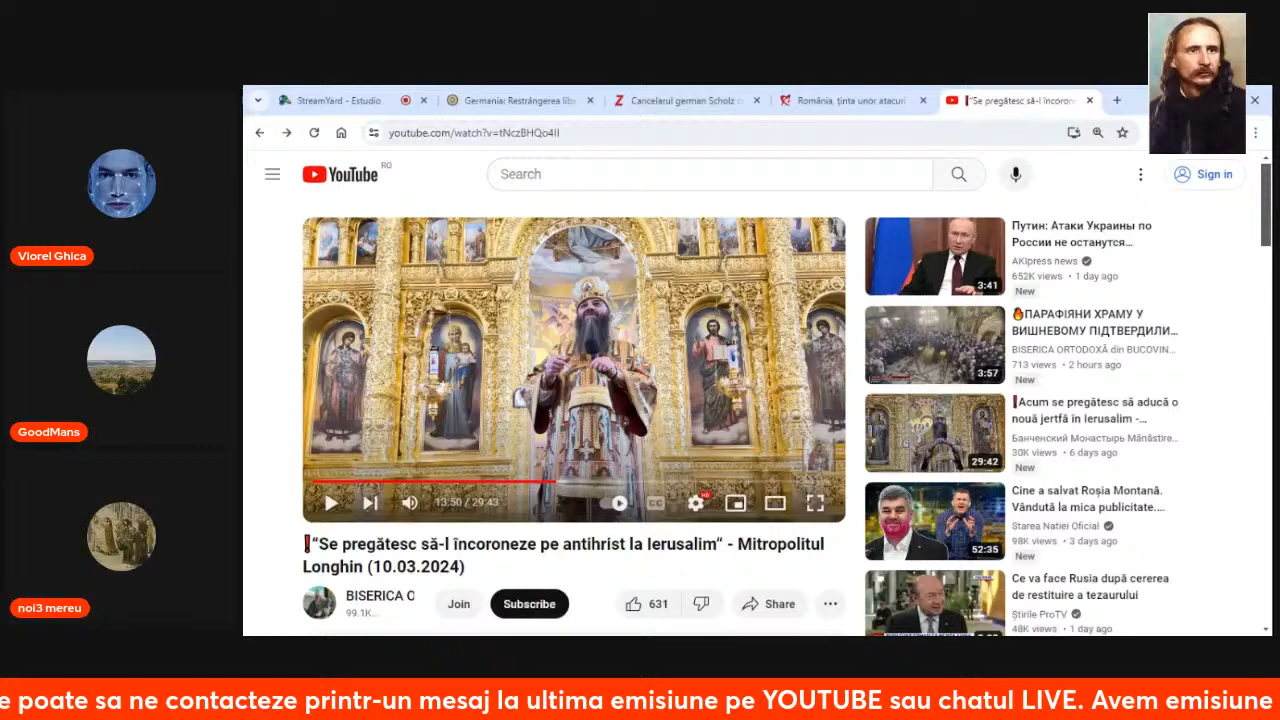 StreamYard - Estudio
Germania: Restrângerea libe
Cancelarul german Scholz c
România, ţinta unor atacuri
"Se pregătesc să-l încoron
youtube.com/watch?v=tNczBHQo4II
YouTube RO
Search
Sign in
13:50 / 29:43
CC
HD
❗"Se pregătesc să-l încoroneze pe antihrist la Ierusalim" - Mitropolitul
Longhin (10.03.2024)
BISERICA O
99.1K...
Join
Subscribe
631
Share
Путин: Атаки Украины по
России не останутся...
AKIpress news
652K views • 1 day ago
New
3:41
🔥ПАРАФІЯНИ ХРАМУ У
ВИШНЕВОМУ ПІДТВЕРДИЛИ...
BISERICA ORTODOXĂ din BUCOVIN...
713 views • 2 hours ago
New
3:57
❗Acum se pregătesc să aducă o
nouă jertfă în Ierusalim -...
Банченский Монастырь Mănăstire...
30K views • 6 days ago
New
29:42
Cine a salvat Roșia Montană.
Vândută la mica publicitate....
Starea Natiei Oficial
98K views • 3 days ago
New
52:35
Ce va face Rusia după cererea
de restituire a tezaurului
Știrile ProTV
48K views • 1 day ago
Viorel Ghica
GoodMans
noi3 mereu
e poate sa ne contacteze printr-un mesaj la ultima emisiune pe YOUTUBE sau chatul LIVE. Avem emisiune